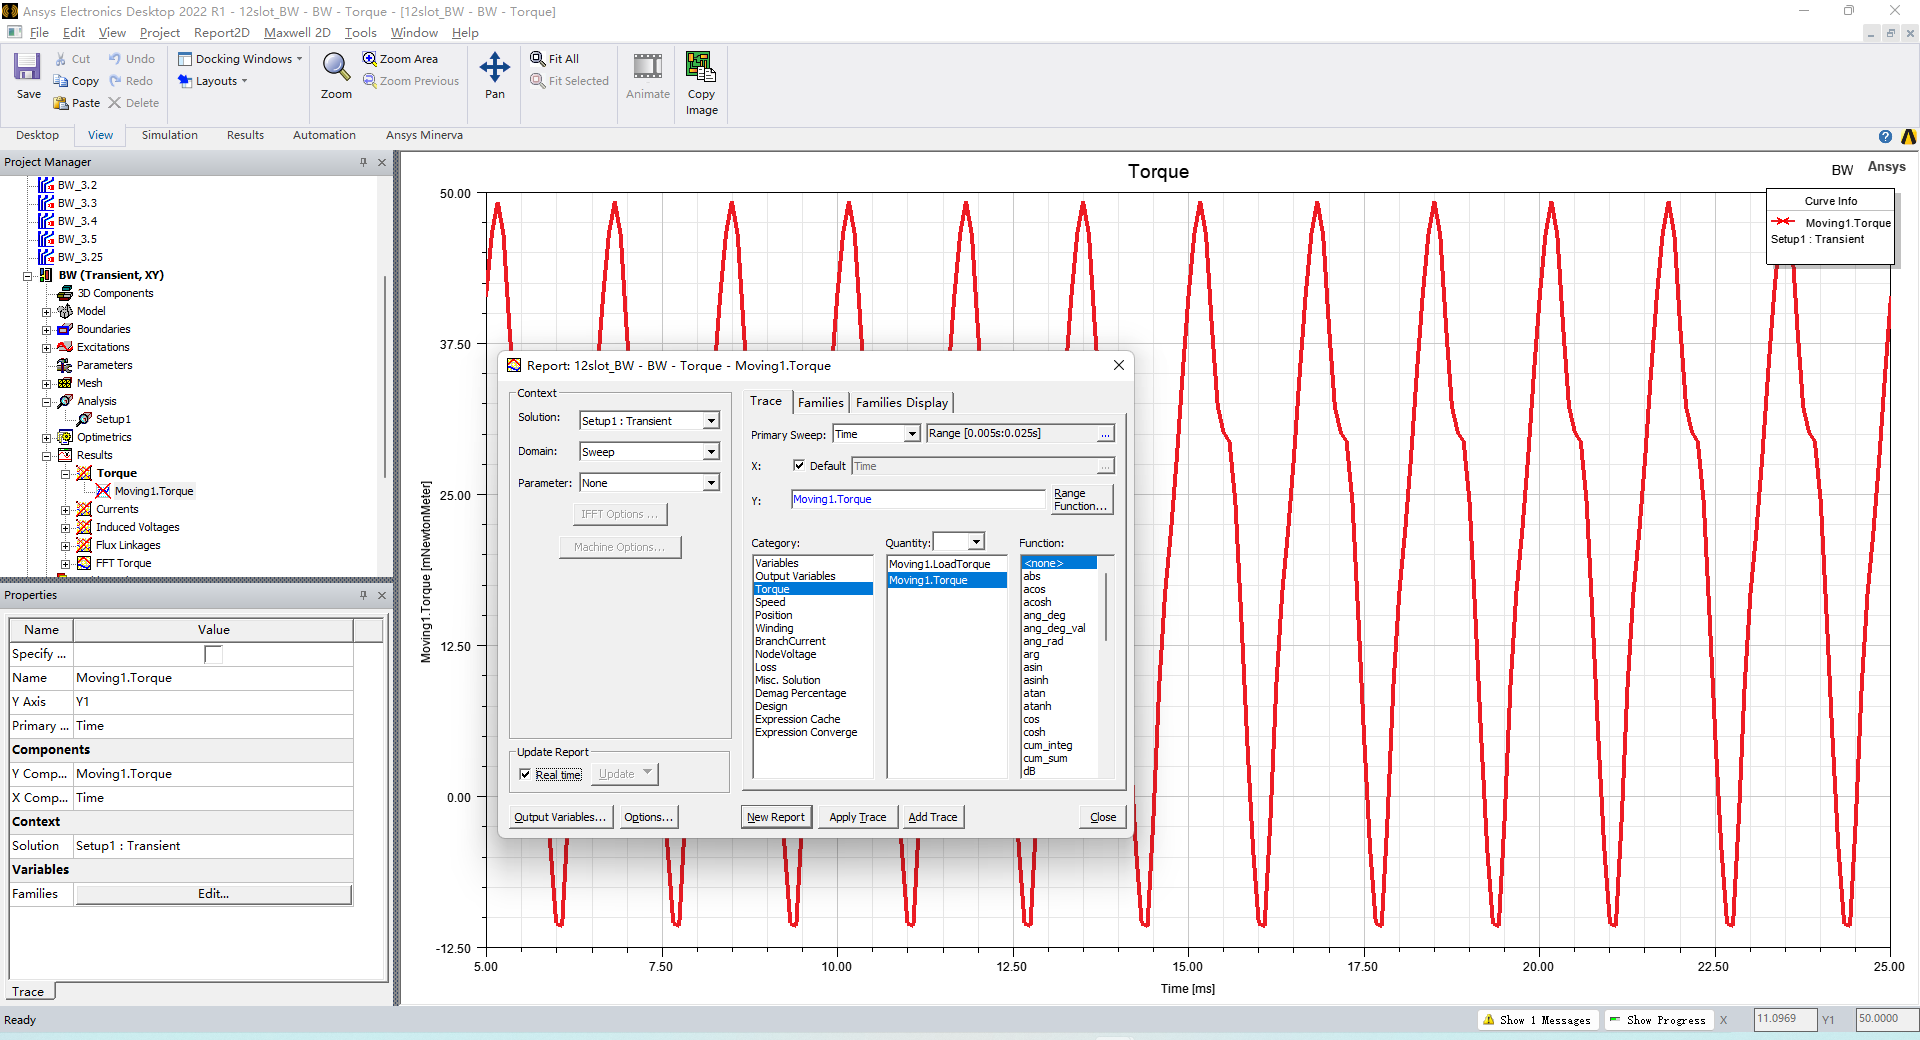 Ansys Electronics Desktop 2022 R1 - 12slot_BW - BW - Torque - [12slot_BW - BW - Torque]
File Edit View Project Report2D Maxwell 2D Tools Window Help
Save
Cut
Copy
Paste
Undo
Redo
Delete
Docking Windows
Layouts
Zoom
Zoom Area
Zoom Previous
Pan
Fit All
Fit Selected
Animate
Copy
Image
Desktop View Simulation Results Automation Ansys Minerva
Project Manager
BW_3.2
BW_3.3
BW_3.4
BW_3.5
BW_3.25
BW (Transient, XY)
3D Components
Model
Boundaries
Excitations
Parameters
Mesh
Analysis
Setup1
Optimetrics
Results
Torque
Moving1.Torque
Currents
Induced Voltages
Flux Linkages
FFT Torque
Properties
Name Value
Specify ...
Name Moving1.Torque
Y Axis Y1
Primary ... Time
Components
Y Comp... Moving1.Torque
X Comp... Time
Context
Solution Setup1 : Transient
Variables
Families Edit...
Trace
Torque
BW Ansys
Curve Info
Moving1.Torque
Setup1 : Transient
Moving1.Torque [mNewtonMeter]
50.00
37.50
25.00
12.50
0.00
-12.50
5.00 7.50 10.00 12.50 15.00 17.50 20.00 22.50 25.00
Time [ms]
Report: 12slot_BW - BW - Torque - Moving1.Torque
Context
Solution: Setup1 : Transient
Domain: Sweep
Parameter: None
IFFT Options ...
Machine Options...
Update Report
Real time Update
Output Variables... Options...
Trace Families Families Display
Primary Sweep: Time Range [0.005s:0.025s] ...
X: Default Time ...
Y: Moving1.Torque
Range
Function...
Category: Quantity: Function:
Variables
Output Variables
Torque
Speed
Position
Winding
BranchCurrent
NodeVoltage
Loss
Misc. Solution
Demag Percentage
Design
Expression Cache
Expression Converge
Moving1.LoadTorque
Moving1.Torque
<none>
abs
acos
acosh
ang_deg
ang_deg_val
ang_rad
arg
asin
asinh
atan
atanh
cos
cosh
cum_integ
cum_sum
dB
New Report Apply Trace Add Trace Close
Ready
Show 1 Messages Show Progress X 11.0969 Y1 50.0000